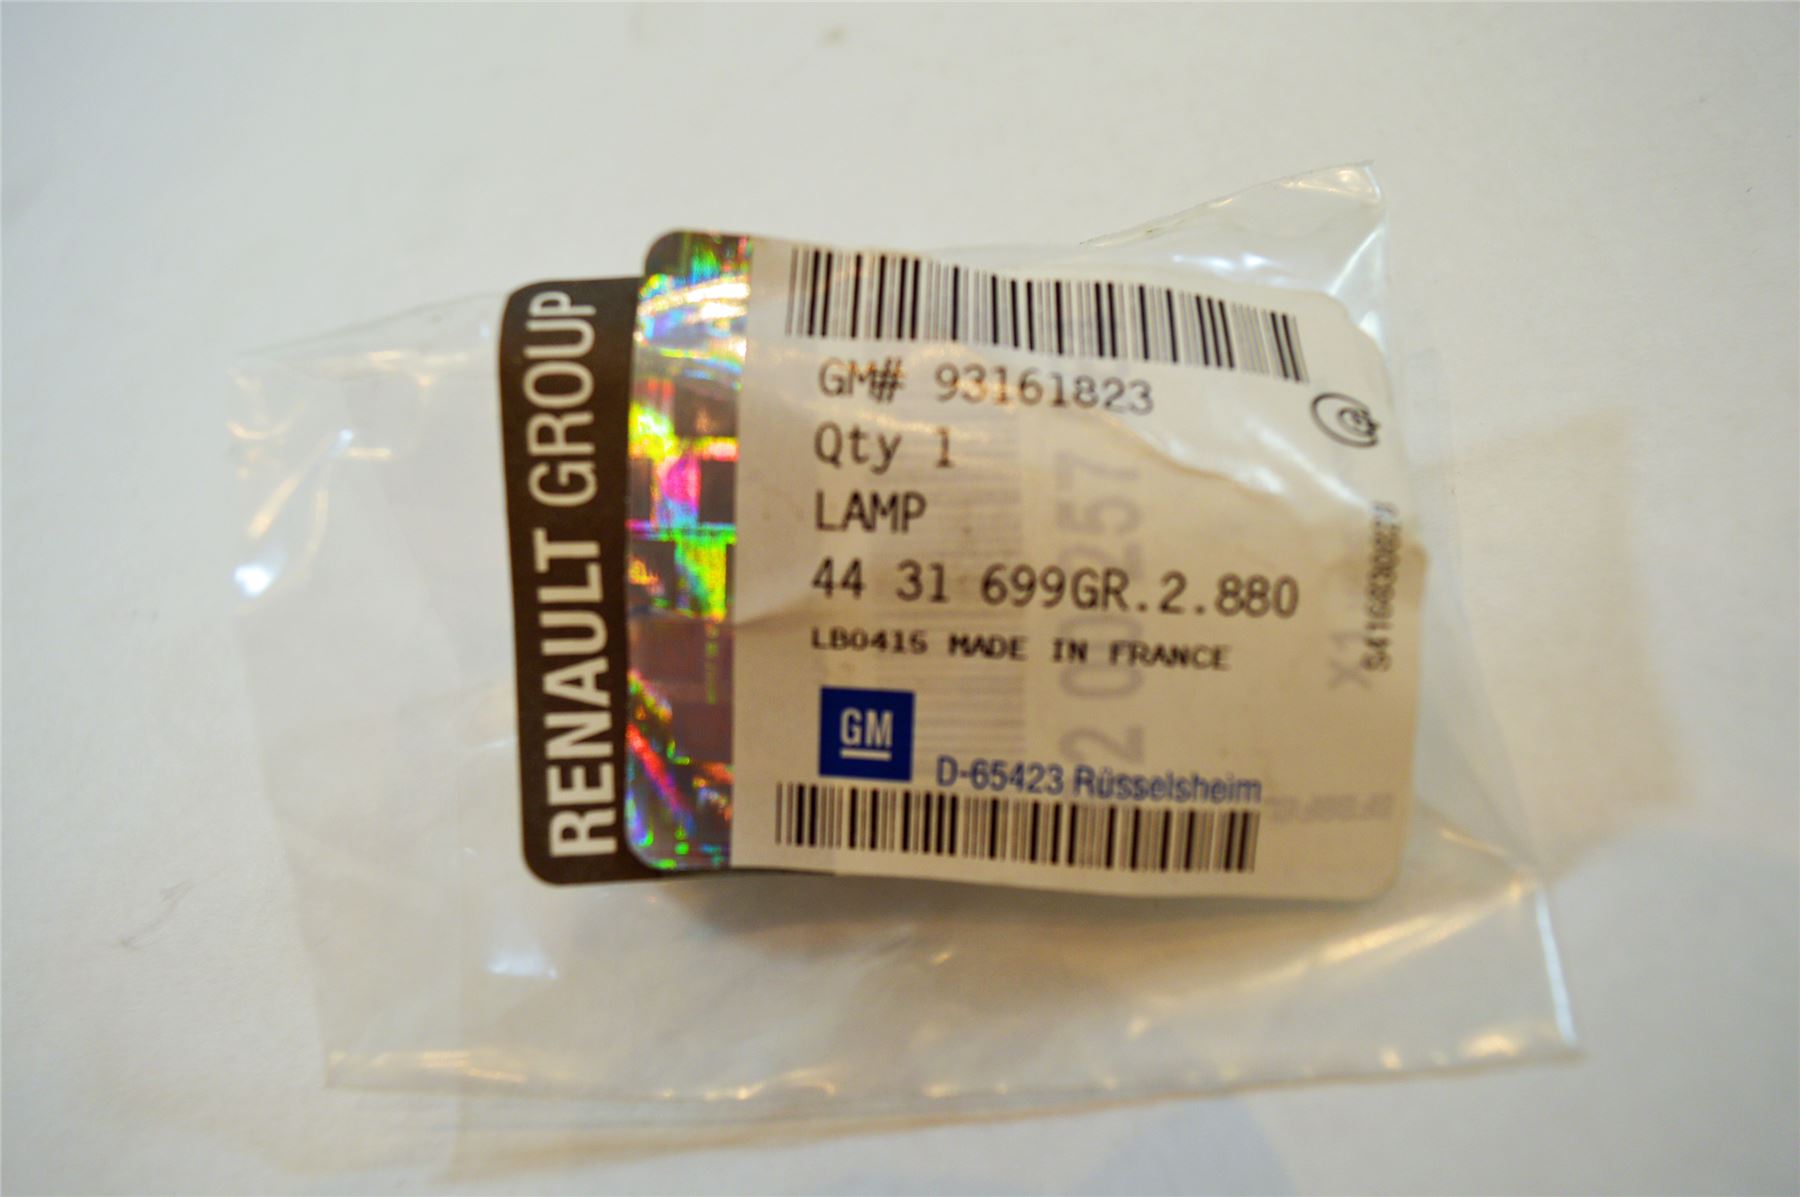 RENAULT GROUP
GM# 93161823
Qty 1
LAMP
44 31 699GR.2.880
LB0415 MADE IN FRANCE
GM
D-65423 Rüsselsheim
X1